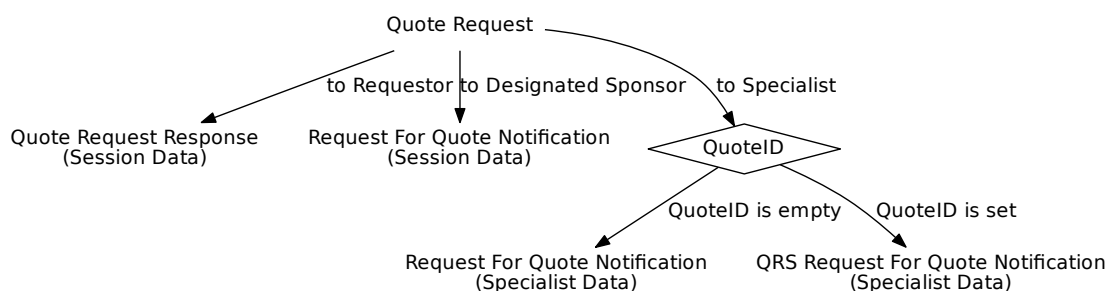 Quote Request
to Requestor
to Designated Sponsor
to Specialist
Quote Request Response
(Session Data)
Request For Quote Notification
(Session Data)
QuoteID
QuoteID is empty
QuoteID is set
Request For Quote Notification
(Specialist Data)
QRS Request For Quote Notification
(Specialist Data)